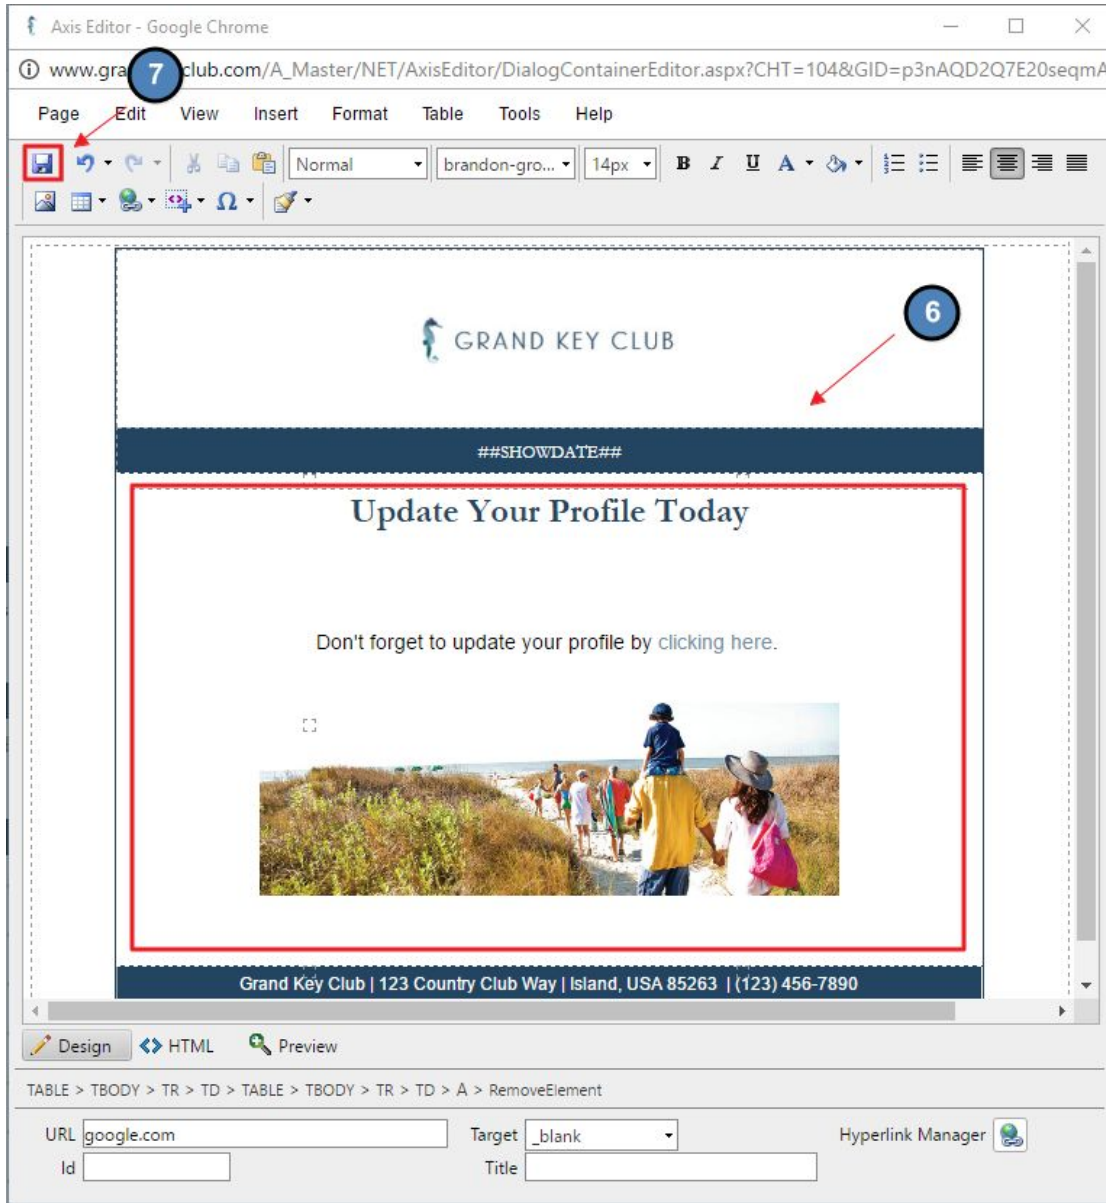 Axis Editor - Google Chrome
www.gra club.com/A_Master/NET/AxisEditor/DialogContainerEditor.aspx?CHT=104&GID=p3nAQD2Q7E20seqmA
7
Page Edit View Insert Format Table Tools Help
Normal brandon-gro... 14px B I U A
Ω
6
GRAND KEY CLUB
##SHOWDATE##
Update Your Profile Today
Don't forget to update your profile by clicking here.
Grand Key Club | 123 Country Club Way | Island, USA 85263 | (123) 456-7890
Design HTML Preview
TABLE > TBODY > TR > TD > TABLE > TBODY > TR > TD > A > RemoveElement
URL google.com Target _blank Hyperlink Manager
Id Title